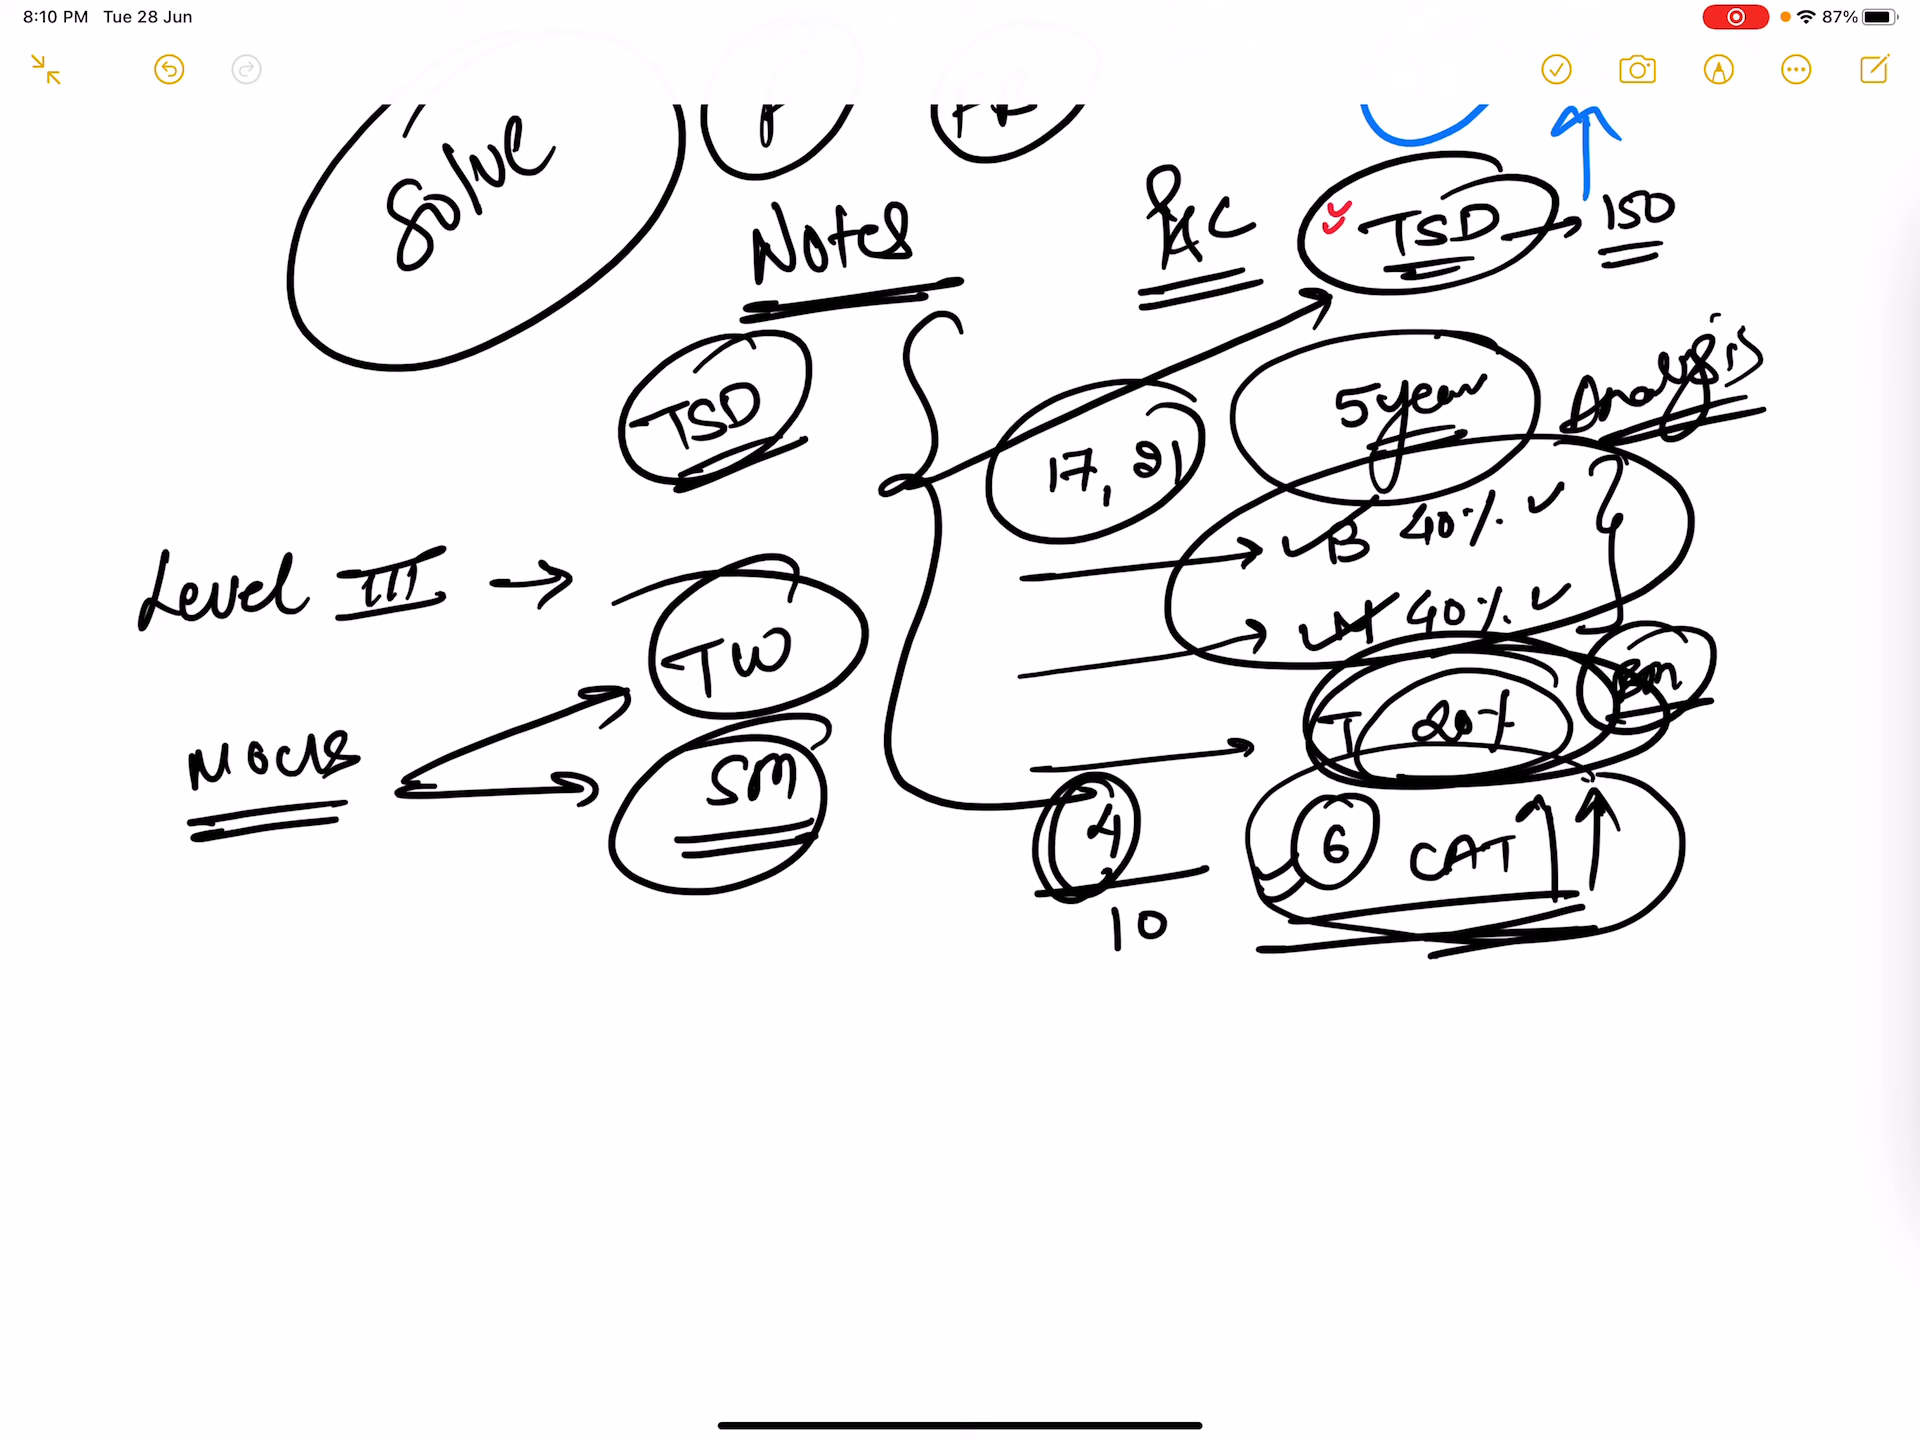 8:10 PM Tue 28 Jun
87%
Solve
Notes
TSD → 150
TSD
17, 21
5 year
Analysis
B 40%
Level III →
M 40%
TW
T 20%
Mocks
SM
4
10
6 CAT